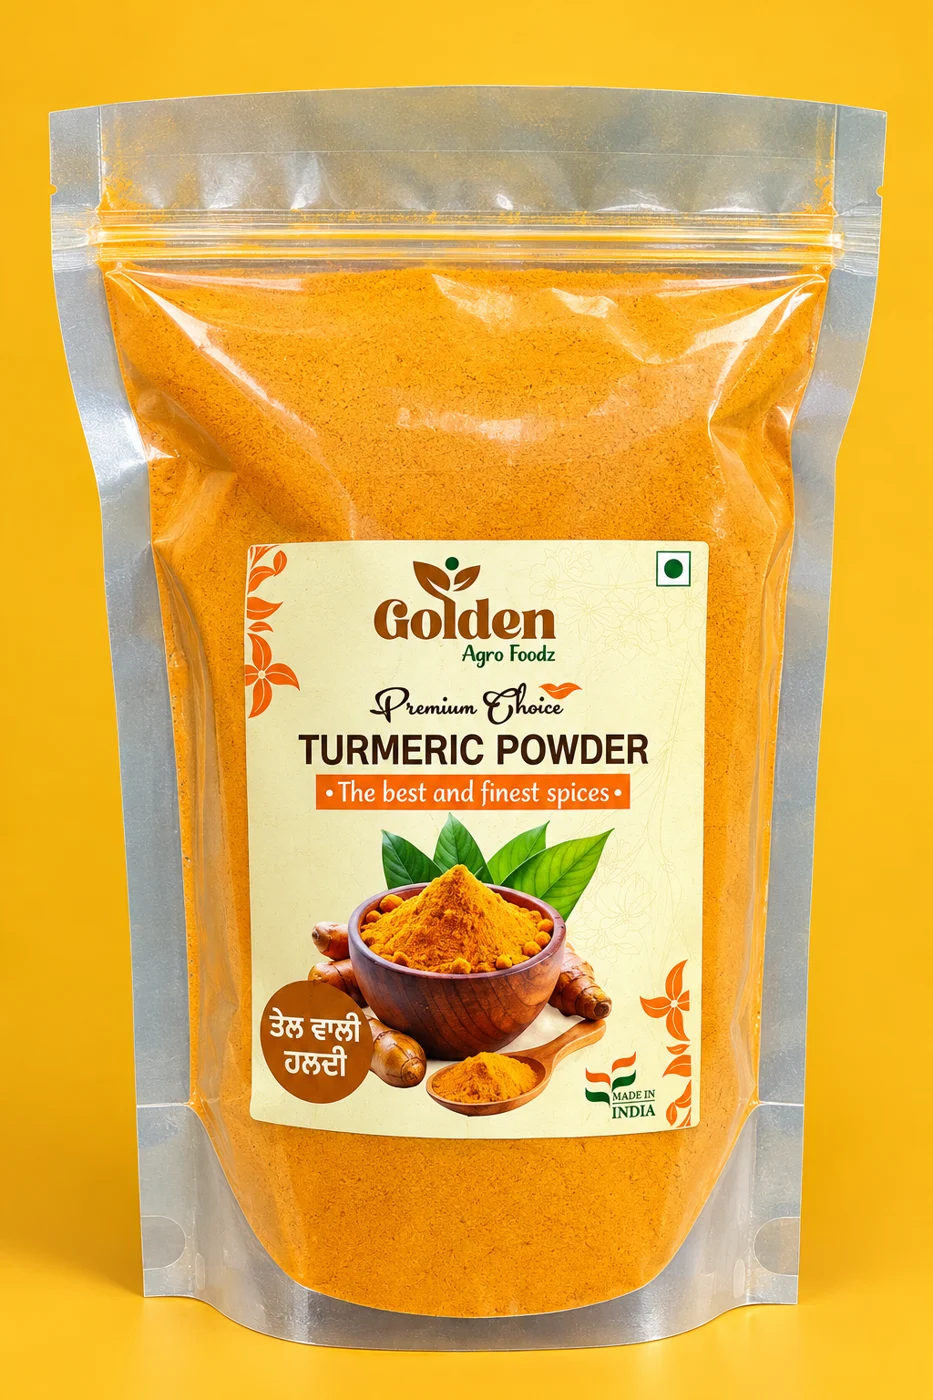 Golden
Agro Foodz
Premium Choice
TURMERIC POWDER
• The best and finest spices •
ਤੇਲ ਵਾਲੀ
ਹਲਦੀ
MADE IN
INDIA